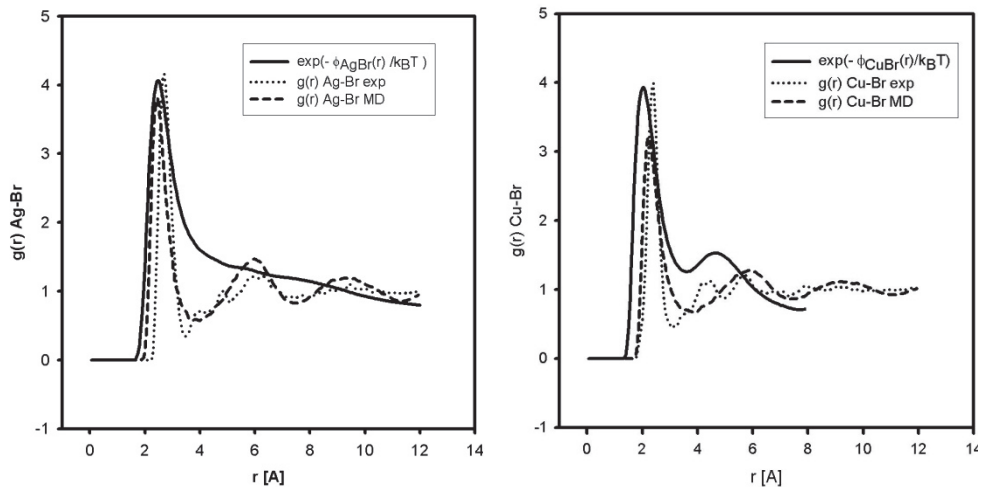 5
4
3
2
1
0
-1
g(r) Ag-Br
exp(- ϕAgBr(r) /kBT )
g(r) Ag-Br exp
g(r) Ag-Br MD
0 2 4 6 8 10 12 14
r [A]
5
4
3
2
1
0
-1
g(r) Cu-Br
exp(- ϕCuBr(r)/kBT)
g(r) Cu-Br exp
g(r) Cu-Br MD
0 2 4 6 8 10 12 14
r [A]